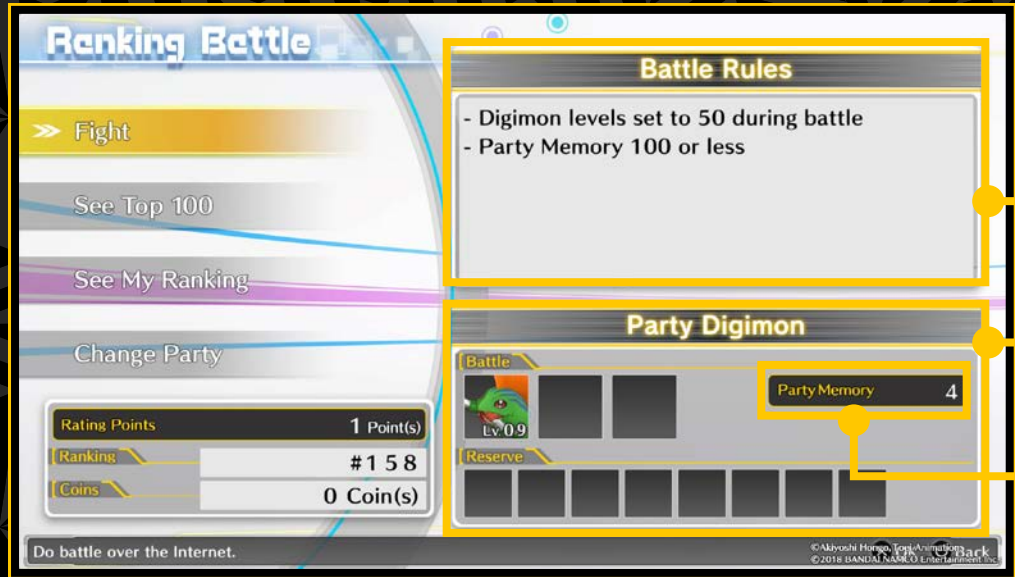 Ranking Battle
Fight
See Top 100
See My Ranking
Change Party
Rating Points 1 Point(s)
Ranking #158
Coins 0 Coin(s)
Battle Rules
- Digimon levels set to 50 during battle
- Party Memory 100 or less
Party Digimon
Battle
Party Memory 4
Lv 09
Reserve
Do battle over the Internet.
©Akiyoshi Hongo, Toei Animation
©2018 BANDAI NAMCO Entertainment Inc.
OK Back